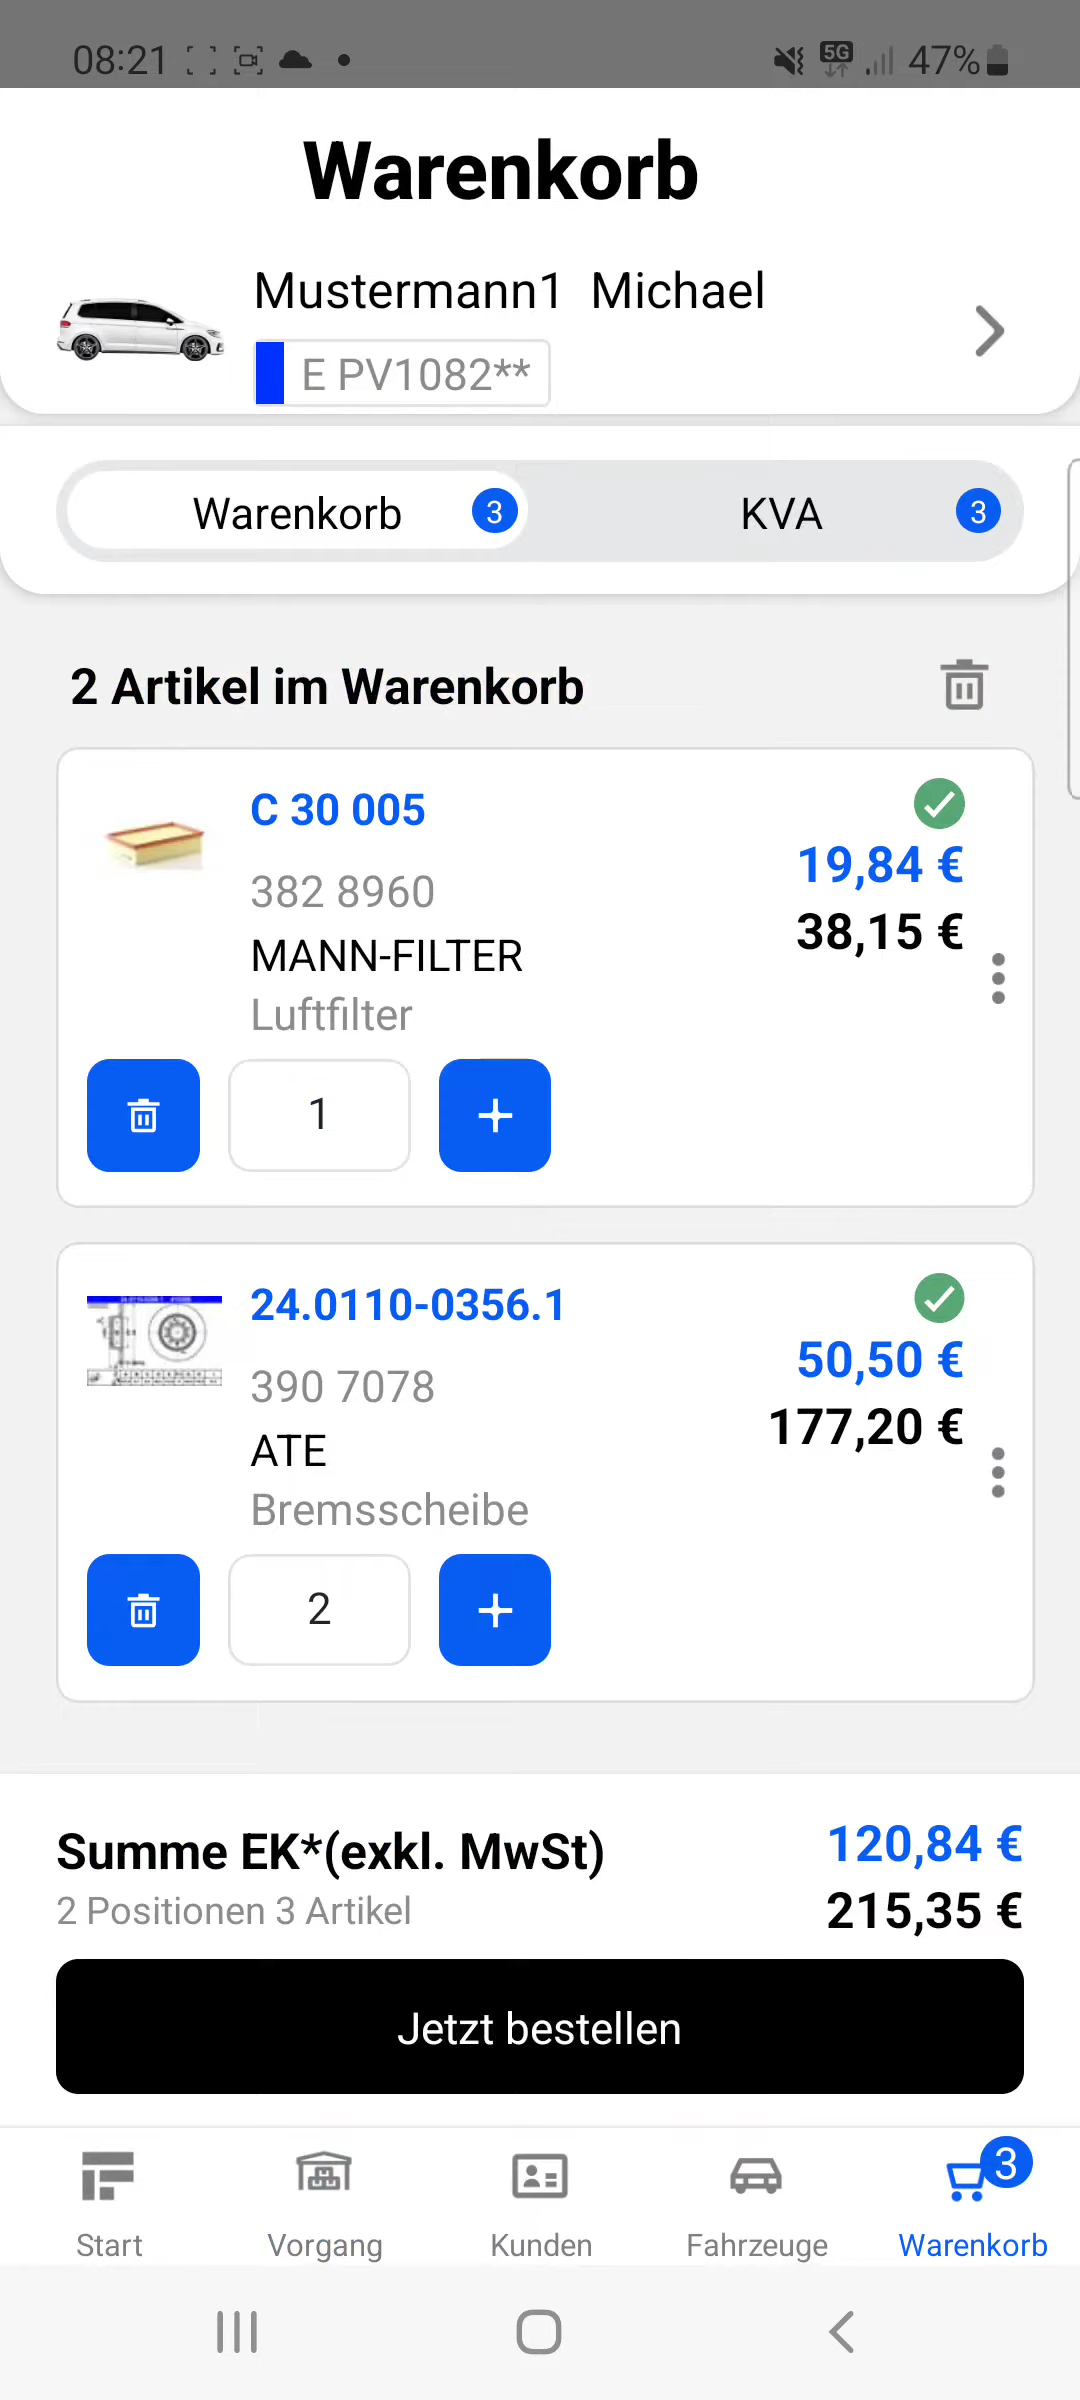 08:21
5G
47%
Warenkorb
Mustermann1 Michael
E PV1082**
Warenkorb 3
KVA 3
2 Artikel im Warenkorb
C 30 005
19,84 €
382 8960
38,15 €
MANN-FILTER
Luftfilter
1
24.0110-0356.1
50,50 €
390 7078
177,20 €
ATE
Bremsscheibe
2
Summe EK*(exkl. MwSt)
120,84 €
2 Positionen 3 Artikel
215,35 €
Jetzt bestellen
3
Start
Vorgang
Kunden
Fahrzeuge
Warenkorb